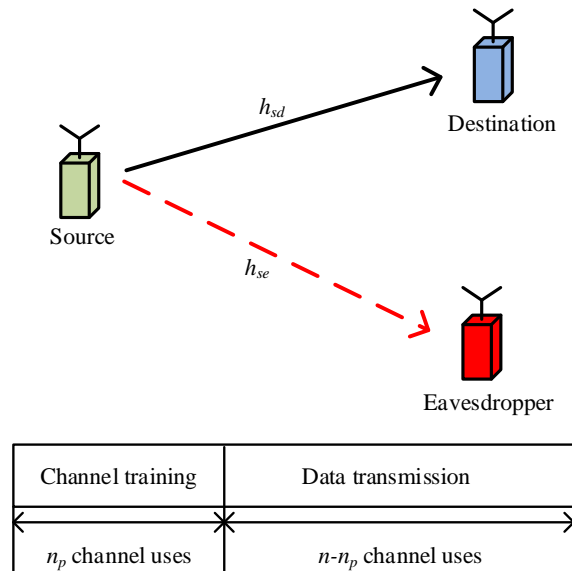 h_sd
Destination
Source
h_se
Eavesdropper
Channel training
Data transmission
n_p channel uses
n-n_p channel uses